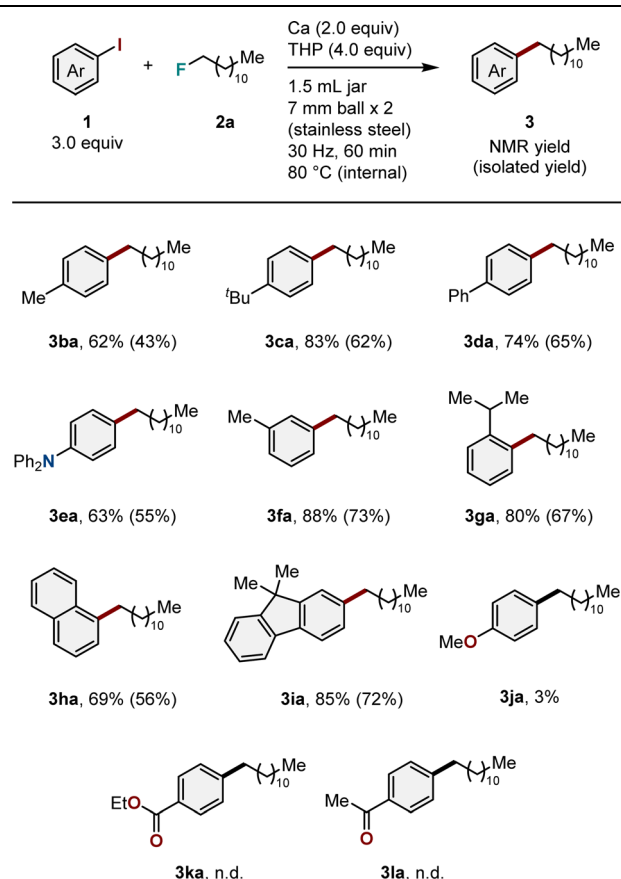 I
Ar
1
3.0 equiv
+
F
Me
10
2a
Ca (2.0 equiv)
THP (4.0 equiv)
1.5 mL jar
7 mm ball x 2
(stainless steel)
30 Hz, 60 min
80 °C (internal)
Ar
Me
10
3
NMR yield
(isolated yield)
Me
Me
10
3ba, 62% (43%)
tBu
Me
10
3ca, 83% (62%)
Ph
Me
10
3da, 74% (65%)
Ph2N
Me
10
3ea, 63% (55%)
Me
Me
10
3fa, 88% (73%)
Me
Me
Me
10
3ga, 80% (67%)
Me
10
3ha, 69% (56%)
Me
Me
Me
10
3ia, 85% (72%)
MeO
Me
10
3ja, 3%
EtO
O
Me
10
3ka, n.d.
Me
O
Me
10
3la, n.d.